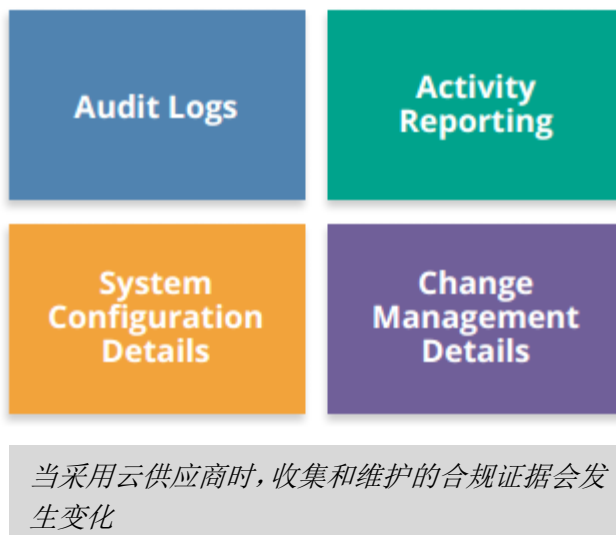 Audit Logs
Activity
Reporting
System
Configuration
Details
Change
Management
Details
当采用云供应商时，收集和维护的合规证据会发
生变化